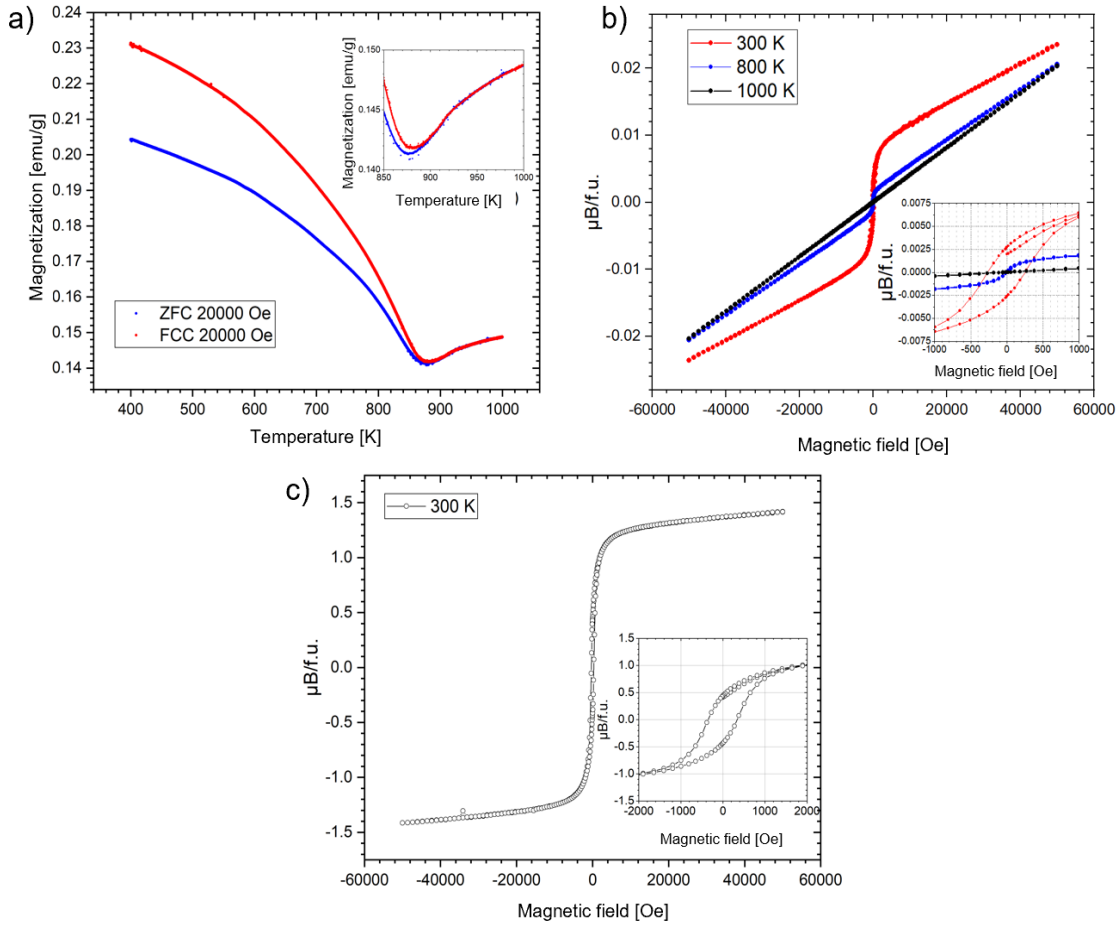 a)
Magnetization [emu/g]
0.24
0.23
0.22
0.21
0.20
0.19
0.18
0.17
0.16
0.15
0.14
400 500 600 700 800 900 1000
Temperature [K]
ZFC 20000 Oe
FCC 20000 Oe
Magnetization [emu/g]
0.150
0.145
0.140
850 900 950 1000
Temperature [K] )
b)
µB/f.u.
0.02
0.01
0.00
-0.01
-0.02
-60000 -40000 -20000 0 20000 40000 60000
Magnetic field [Oe]
300 K
800 K
1000 K
µB/f.u.
0.0075
0.0050
0.0025
0.0000
-0.0025
-0.0050
-0.0075
-1000 -500 0 500 1000
Magnetic field [Oe]
c)
µB/f.u.
1.5
1.0
0.5
0.0
-0.5
-1.0
-1.5
-60000 -40000 -20000 0 20000 40000 60000
Magnetic field [Oe]
300 K
µB/f.u.
1.5
1.0
0.5
0.0
-0.5
-1.0
-1.5
-2000 -1000 0 1000 2000
Magnetic field [Oe]